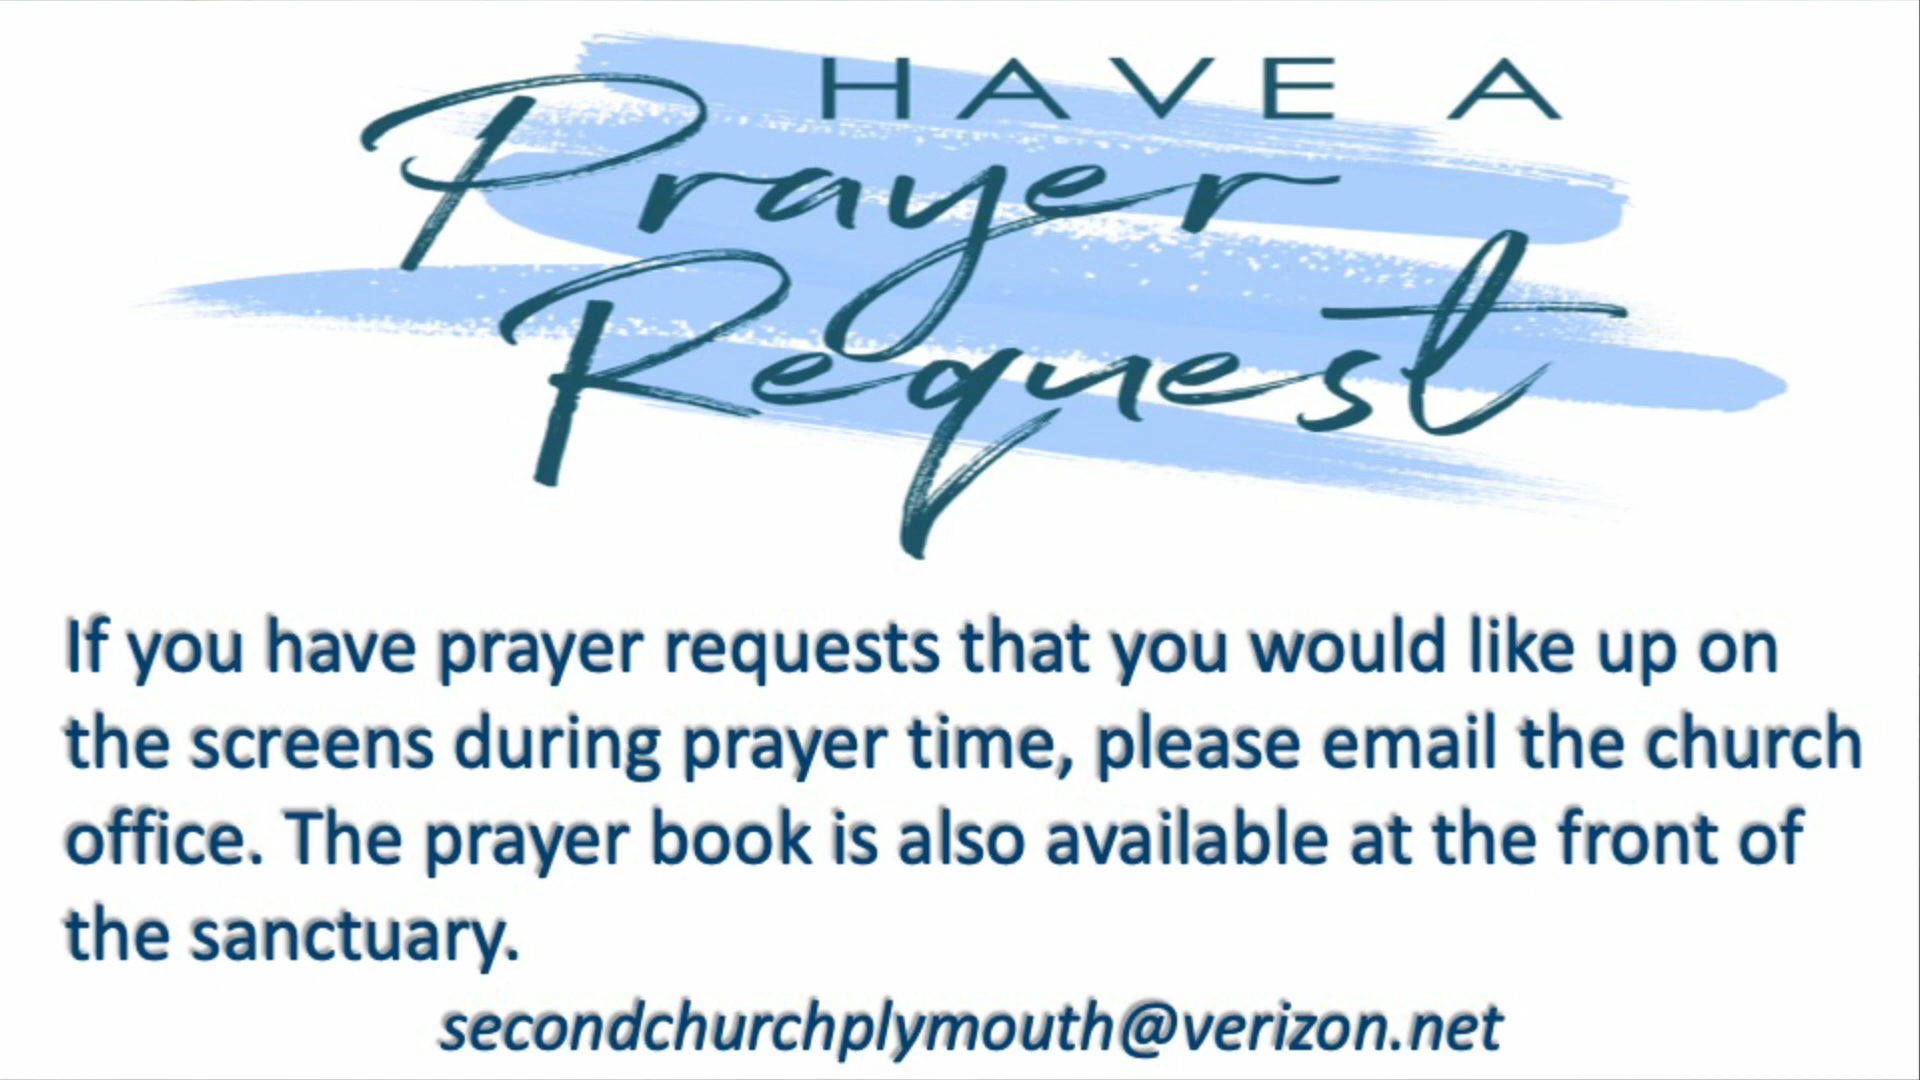 HAVE A
Prayer
Request
If you have prayer requests that you would like up on
the screens during prayer time, please email the church
office. The prayer book is also available at the front of
the sanctuary.
secondchurchplymouth@verizon.net